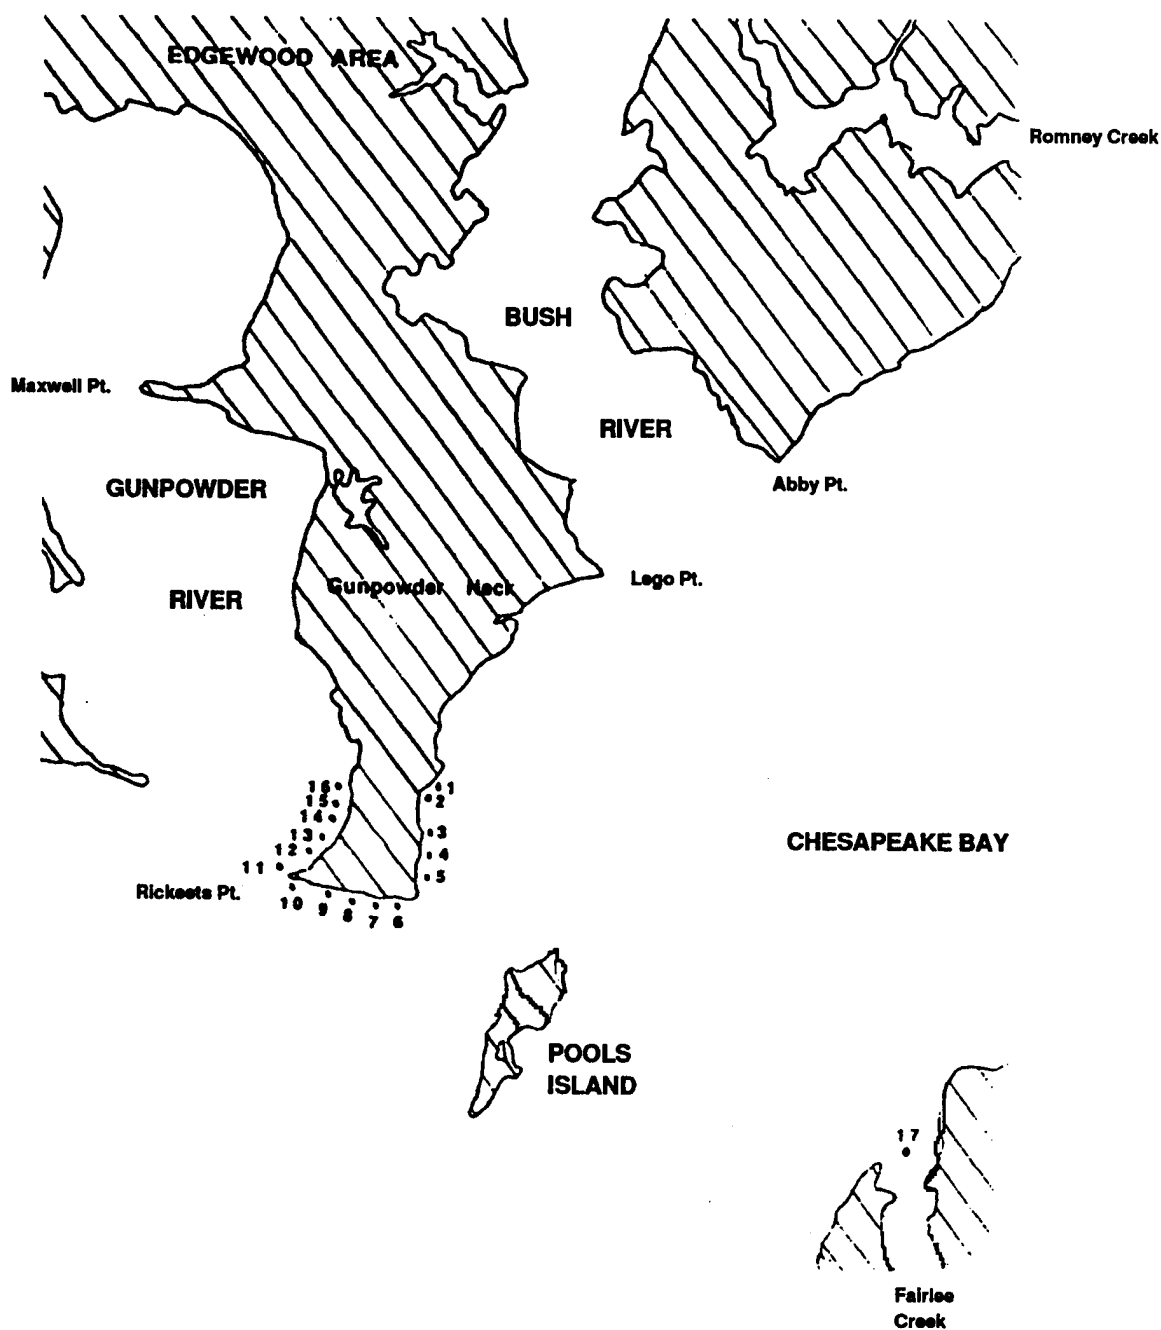 EDGEWOOD AREA
Romney Creek
BUSH
Maxwell Pt.
RIVER
GUNPOWDER
Abby Pt.
Lego Pt.
Gunpowder Neck
RIVER
16 1
15 2
14
13 3
CHESAPEAKE BAY
12 4
11 5
Rickeets Pt.
10 9 8 7 6
POOLS
ISLAND
17
Fairlee
Creek